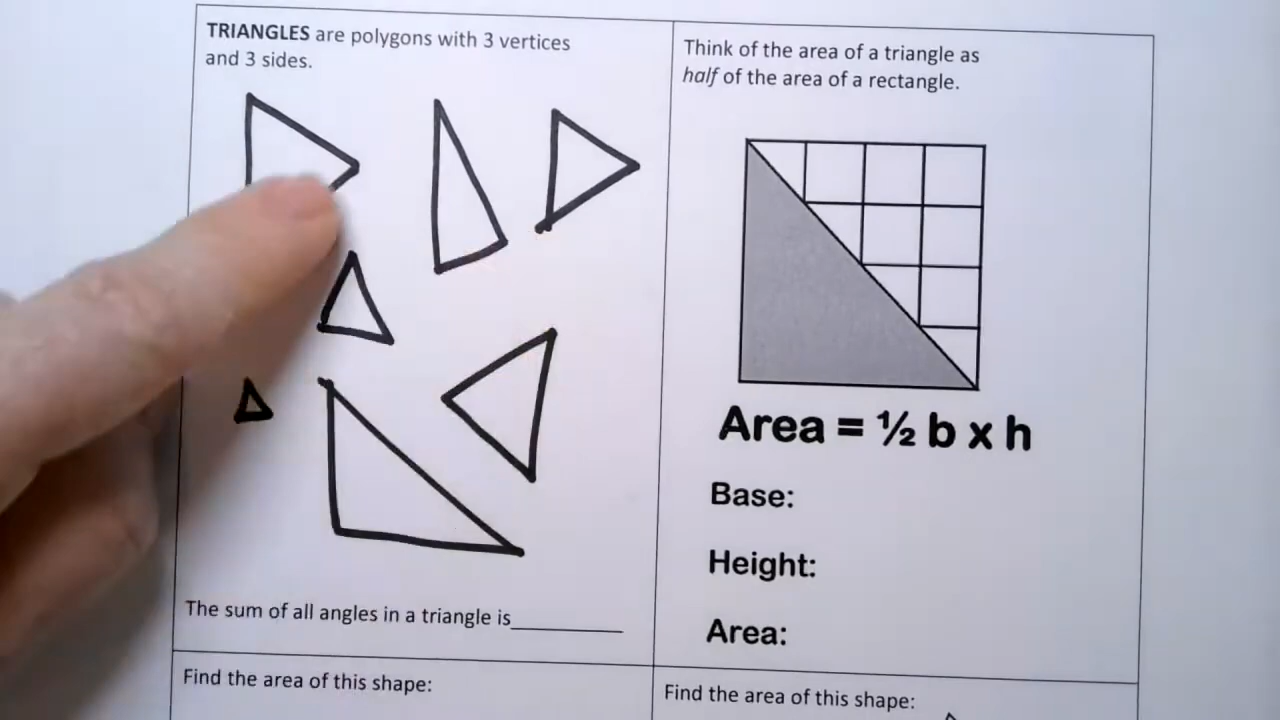 TRIANGLES are polygons with 3 vertices
and 3 sides.
The sum of all angles in a triangle is__________
Think of the area of a triangle as
half of the area of a rectangle.
Area = ½ b x h
Base:
Height:
Area:
Find the area of this shape:
Find the area of this shape: